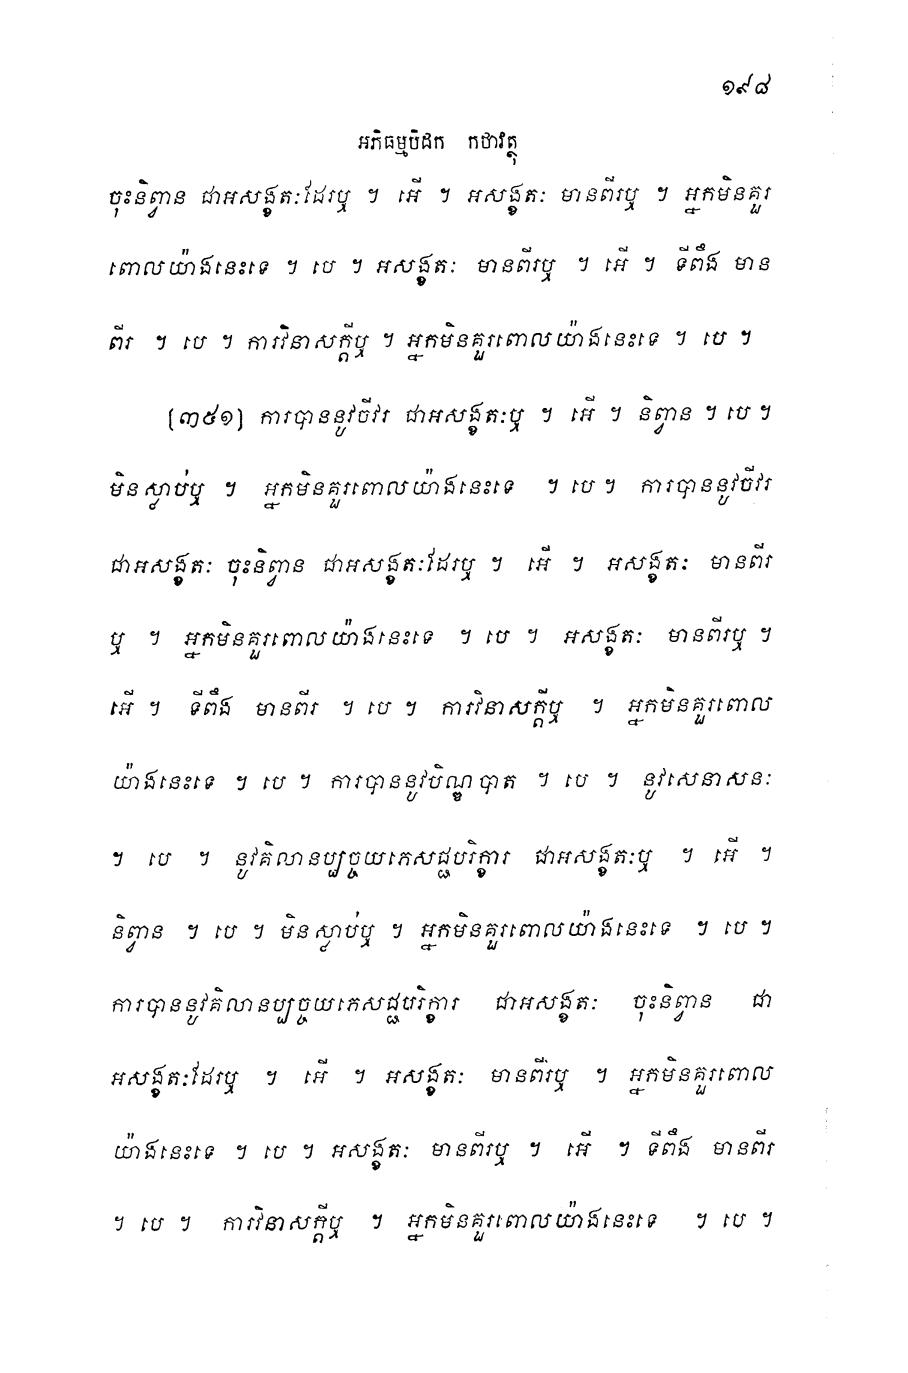 ១៩៨
អភិធម្មបិដក កថាវត្ថុ
ចុះនិព្វាន ជាអសង្ខតៈដែរឬ ។ អើ ។ អសង្ខតៈ មានពីរឬ ។ អ្នកមិនគួរ
ពោលយ៉ាងនេះទេ ។ បេ ។ អសង្ខតៈ មានពីរឬ ។ អើ ។ ទីពឹង មាន
ពីរ ។ បេ ។ ការវិនាសក្តីឬ ។ អ្នកមិនគួរពោលយ៉ាងនេះទេ ។ បេ ។
(៣៥១) ការបាននូវចីវរ ជាអសង្ខតៈឬ ។ អើ ។ និព្វាន ។ បេ ។
មិនស្លាប់ឬ ។ អ្នកមិនគួរពោលយ៉ាងនេះទេ ។ បេ ។ ការបាននូវចីវរ
ជាអសង្ខតៈ ចុះនិព្វាន ជាអសង្ខតៈដែរឬ ។ អើ ។ អសង្ខតៈ មានពីរ
ឬ ។ អ្នកមិនគួរពោលយ៉ាងនេះទេ ។ បេ ។ អសង្ខតៈ មានពីរឬ ។
អើ ។ ទីពឹង មានពីរ ។ បេ ។ ការវិនាសក្តីឬ ។ អ្នកមិនគួរពោល
យ៉ាងនេះទេ ។ បេ ។ ការបាននូវបិណ្ឌបាត ។ បេ ។ នូវសេនាសនៈ
។ បេ ។ នូវគិលានប្បច្ចយភេសជ្ជបរិក្ខារ ជាអសង្ខតៈឬ ។ អើ ។
និព្វាន ។ បេ ។ មិនស្លាប់ឬ ។ អ្នកមិនគួរពោលយ៉ាងនេះទេ ។ បេ ។
ការបាននូវគិលានប្បច្ចយភេសជ្ជបរិក្ខារ ជាអសង្ខតៈ ចុះនិព្វាន ជា
អសង្ខតៈដែរឬ ។ អើ ។ អសង្ខតៈ មានពីរឬ ។ អ្នកមិនគួរពោល
យ៉ាងនេះទេ ។ បេ ។ អសង្ខតៈ មានពីរឬ ។ អើ ។ ទីពឹង មានពីរ
។ បេ ។ ការវិនាសក្តីឬ ។ អ្នកមិនគួរពោលយ៉ាងនេះទេ ។ បេ ។